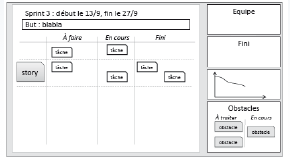 Sprint 3 : début le 13/9, fin le 27/9
But : blabla
À faire En cours Fini
tâche tâche
story tâche tâche
tâche tâche
Equipe
Fini
Obstacles
À traiter En cours
obstacle obstacle
obstacle